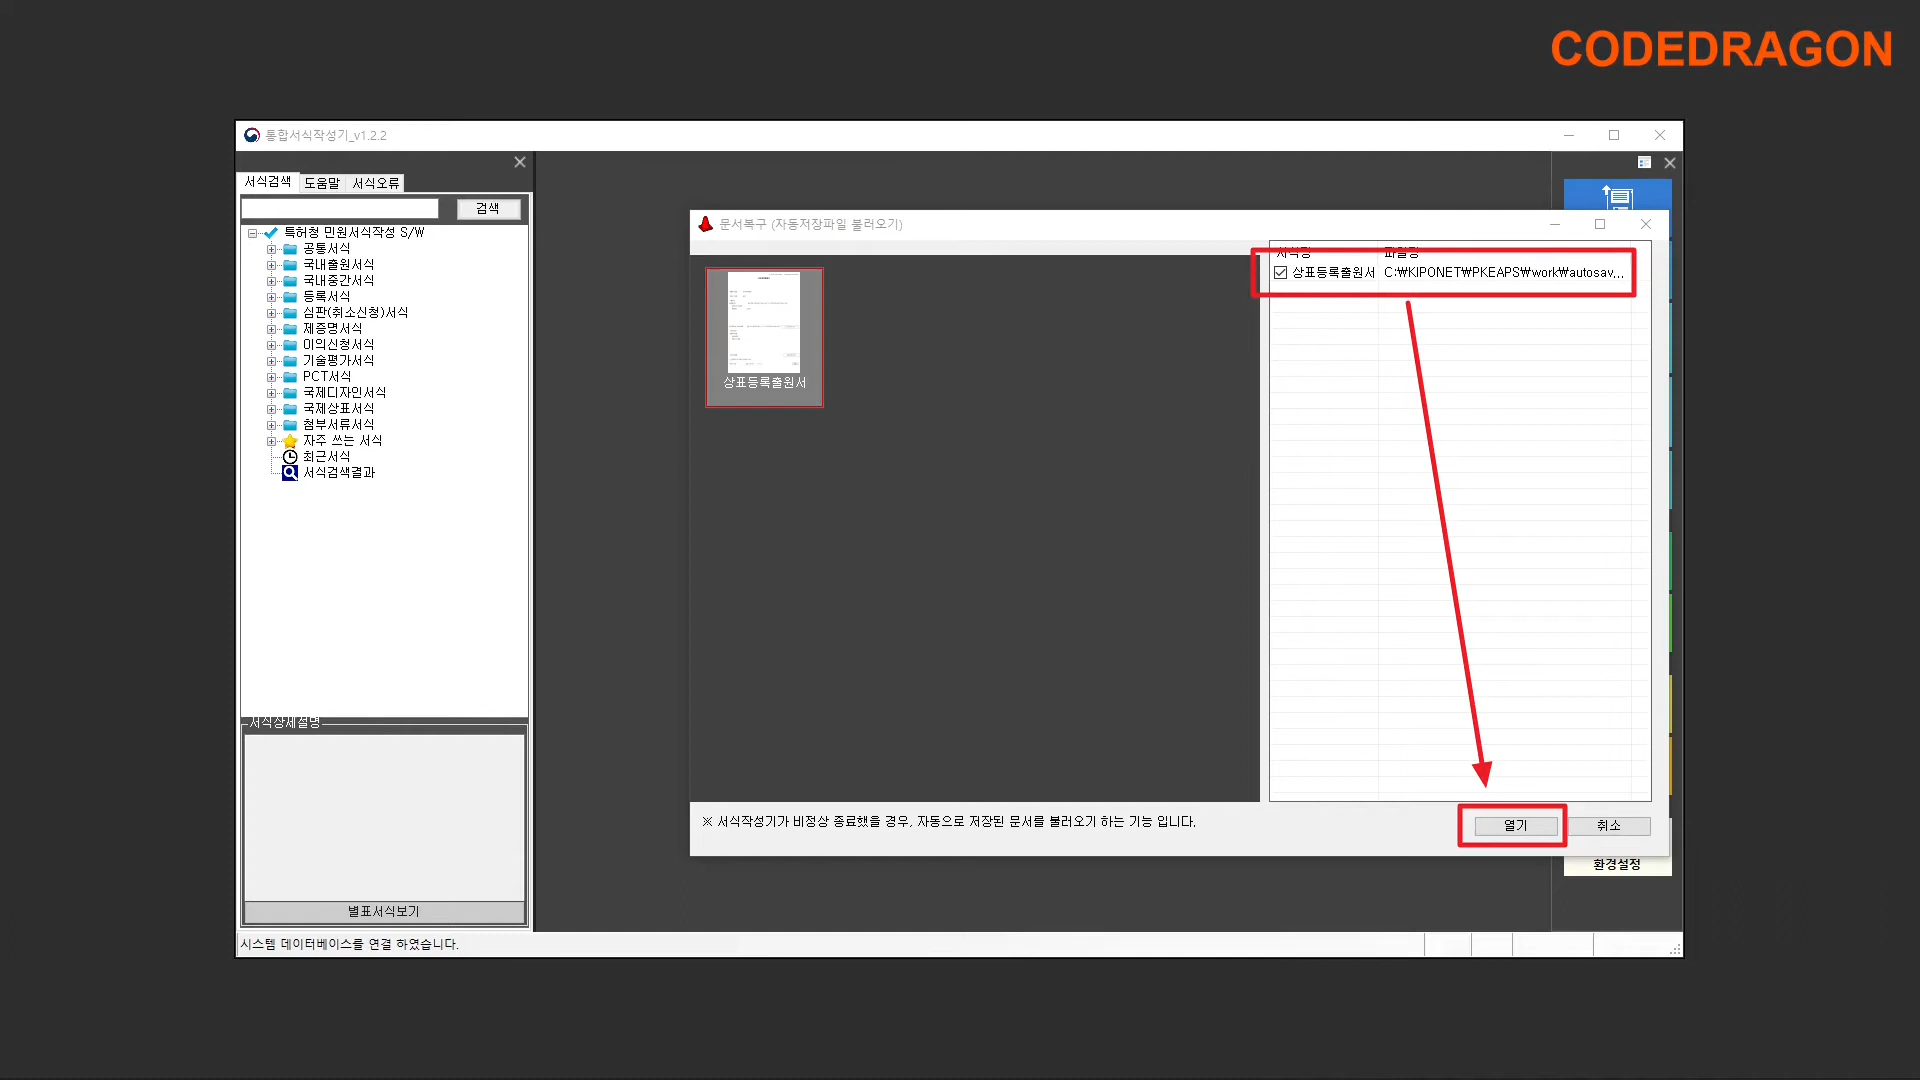 CODEDRAGON
통합서식작성기_v1.2.2
서식검색 도움말 서식오류
검색
특허청 민원서식작성 S/W
공통서식
국내출원서식
국내중간서식
등록서식
심판(취소신청)서식
제증명서식
이의신청서식
기술평가서식
PCT서식
국제디자인서식
국제상표서식
첨부서류서식
자주 쓰는 서식
최근서식
서식검색결과
서식상세설명
별표서식보기
시스템 데이터베이스를 연결 하였습니다.
문서복구 (자동저장파일 불러오기)
상표등록출원서
서식명 파일명
상표등록출원서 C:₩KIPONET₩PKEAPS₩work₩autosav...
※ 서식작성기가 비정상 종료했을 경우, 자동으로 저장된 문서를 불러오기 하는 기능 입니다.
열기 취소
환경설정